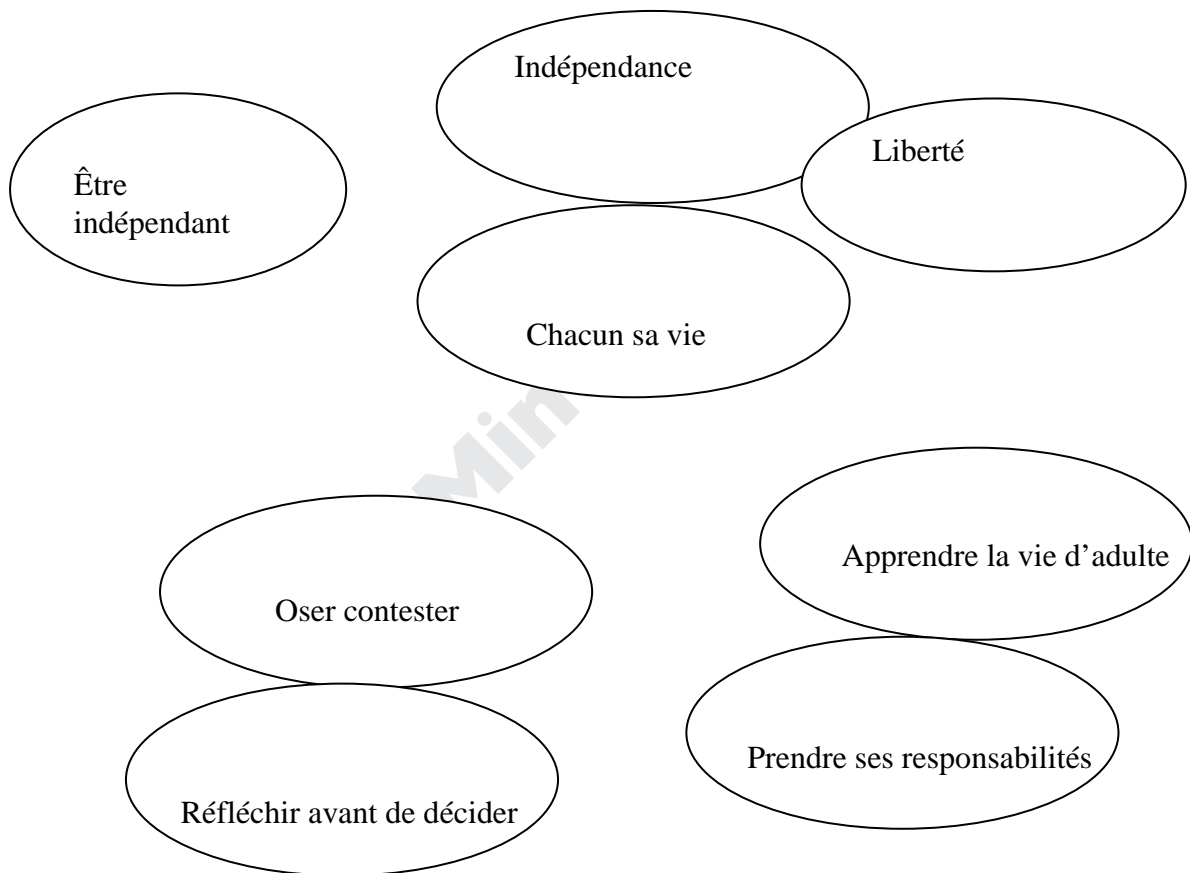 Indépendance
Liberté
Être
indépendant
Chacun sa vie
Min
Apprendre la vie d’adulte
Oser contester
Prendre ses responsabilités
Réfléchir avant de décider